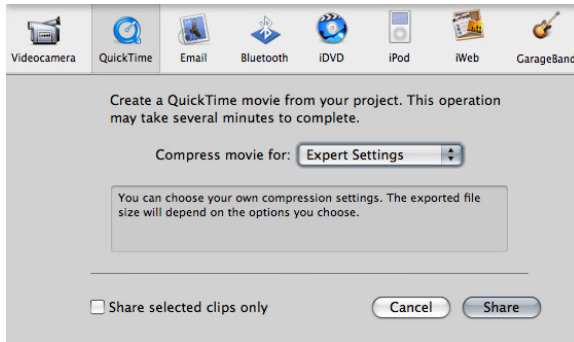 Videocamera QuickTime Email Bluetooth iDVD iPod iWeb GarageBand
Create a QuickTime movie from your project. This operation
may take several minutes to complete.
Compress movie for: Expert Settings
You can choose your own compression settings. The exported file
size will depend on the options you choose.
Share selected clips only Cancel Share